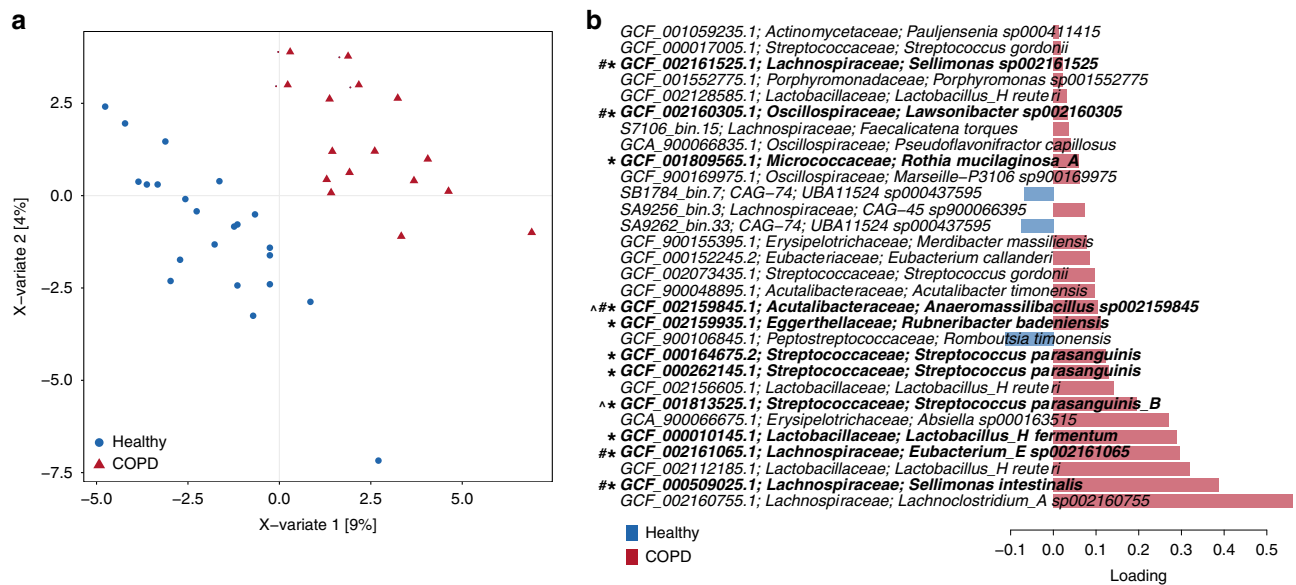 a
X-variate 2 [4%]
2.5
0.0
−2.5
−5.0
−7.5
Healthy
COPD
−5.0 −2.5 0.0 2.5 5.0
X-variate 1 [9%]
b
GCF_001059235.1; Actinomycetaceae; Pauljensenia sp000411415
GCF_000017005.1; Streptococcaceae; Streptococcus gordonii
#* GCF_002161525.1; Lachnospiraceae; Sellimonas sp002161525
GCF_001552775.1; Porphyromonadaceae; Porphyromonas sp001552775
GCF_002128585.1; Lactobacillaceae; Lactobacillus_H reuteri
#* GCF_002160305.1; Oscillospiraceae; Lawsonibacter sp002160305
S7106_bin.15; Lachnospiraceae; Faecalicatena torques
GCA_900066835.1; Oscillospiraceae; Pseudoflavonifractor capillosus
* GCF_001809565.1; Micrococcaceae; Rothia mucilaginosa_A
GCF_900169975.1; Oscillospiraceae; Marseille−P3106 sp900169975
SB1784_bin.7; CAG−74; UBA11524 sp000437595
SA9256_bin.3; Lachnospiraceae; CAG−45 sp900066395
SA9262_bin.33; CAG−74; UBA11524 sp000437595
GCF_900155395.1; Erysipelotrichaceae; Merdibacter massiliensis
GCF_000152245.2; Eubacteriaceae; Eubacterium callanderi
GCF_002073435.1; Streptococcaceae; Streptococcus gordonii
GCF_900048895.1; Acutalibacteraceae; Acutalibacter timonensis
^#* GCF_002159845.1; Acutalibacteraceae; Anaeromassilibacillus sp002159845
* GCF_002159935.1; Eggerthellaceae; Rubneribacter badeniensis
GCF_900106845.1; Peptostreptococcaceae; Romboutsia timonensis
* GCF_000164675.2; Streptococcaceae; Streptococcus parasanguinis
* GCF_000262145.1; Streptococcaceae; Streptococcus parasanguinis
GCF_002156605.1; Lactobacillaceae; Lactobacillus_H reuteri
^* GCF_001813525.1; Streptococcaceae; Streptococcus parasanguinis_B
GCA_900066675.1; Erysipelotrichaceae; Absiella sp000163515
* GCF_000010145.1; Lactobacillaceae; Lactobacillus_H fermentum
#* GCF_002161065.1; Lachnospiraceae; Eubacterium_E sp002161065
GCF_002112185.1; Lactobacillaceae; Lactobacillus_H reuteri
#* GCF_000509025.1; Lachnospiraceae; Sellimonas intestinalis
GCF_002160755.1; Lachnospiraceae; Lachnoclostridium_A sp002160755
Healthy
COPD
−0.1 0.0 0.1 0.2 0.3 0.4 0.5
Loading